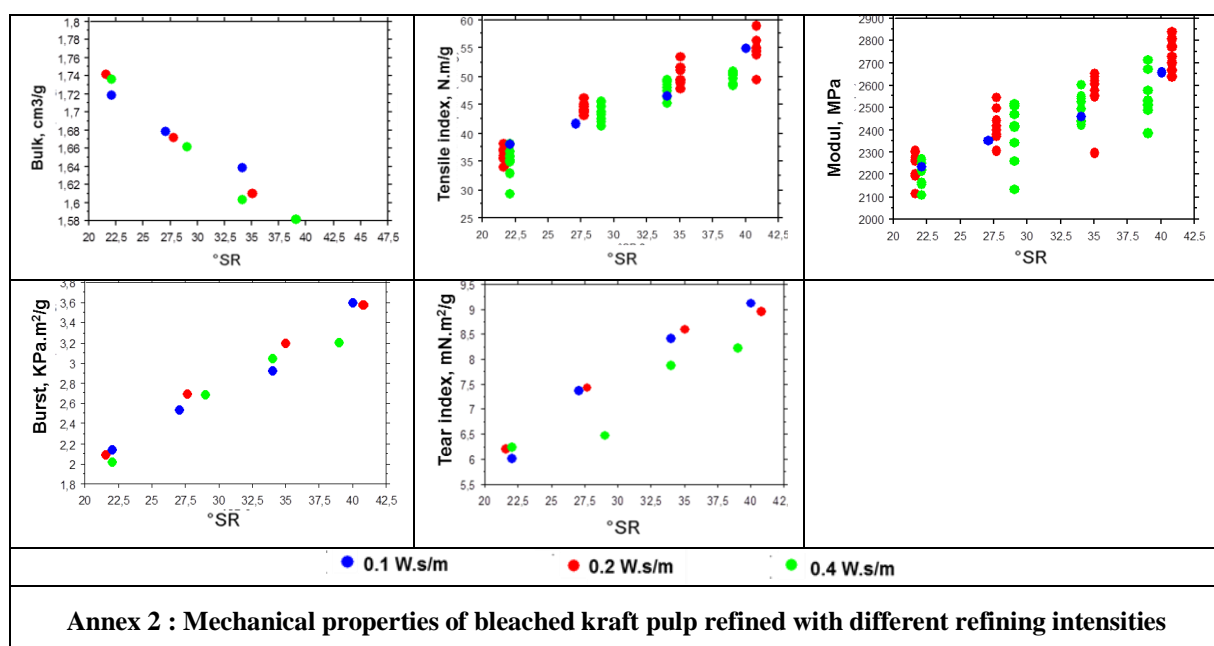 1,8
1,8
1,76
1,74
1,72
1,7
1,68
1,66
1,64
1,62
1,6
1,58
Bulk, cm3/g
20 22,5 25 27,5 30 32,5 35 37,5 40 42,5 45 47,5
°SR
60
55
50
45
40
35
30
25
Tensile index, N.m/g
20 22,5 25 27,5 30 32,5 35 37,5 40 42,5
°SR
2900
2800
2700
2600
2500
2400
2300
2200
2100
2000
Modul, MPa
20 22,5 25 27,5 30 32,5 35 37,5 40 42,5
°SR
3,8
3,6
3,4
3,2
3
2,8
2,6
2,4
2,2
2
1,8
Burst, KPa.m²/g
20 22,5 25 27,5 30 32,5 35 37,5 40 42,5
°SR
9,5
9
8,5
8
7,5
7
6,5
6
5,5
Tear index, mN.m²/g
20 22,5 25 27,5 30 32,5 35 37,5 40 42,5
°SR
0.1 W.s/m 0.2 W.s/m 0.4 W.s/m
Annex 2 : Mechanical properties of bleached kraft pulp refined with different refining intensities